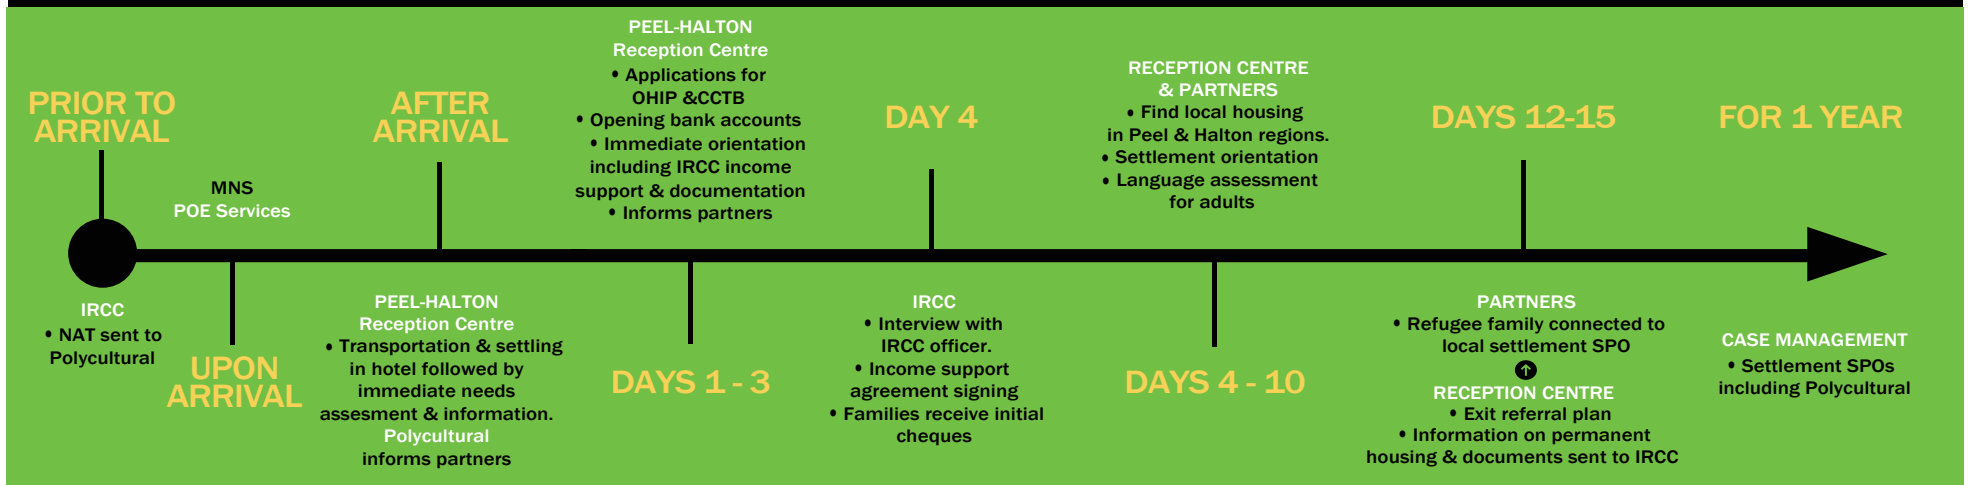 PRIOR TO
ARRIVAL
IRCC
• NAT sent to
Polycultural
MNS
POE Services
UPON
ARRIVAL
AFTER
ARRIVAL
PEEL-HALTON
Reception Centre
• Transportation & settling
in hotel followed by
immediate needs
assesment & information.
Polycultural
informs partners
PEEL-HALTON
Reception Centre
• Applications for
OHIP &CCTB
• Opening bank accounts
• Immediate orientation
including IRCC income
support & documentation
• Informs partners
DAYS 1 - 3
DAY 4
IRCC
• Interview with
IRCC officer.
• Income support
agreement signing
• Families receive initial
cheques
RECEPTION CENTRE
& PARTNERS
• Find local housing
in Peel & Halton regions.
• Settlement orientation
• Language assessment
for adults
DAYS 4 - 10
DAYS 12-15
PARTNERS
• Refugee family connected to
local settlement SPO
RECEPTION CENTRE
• Exit referral plan
• Information on permanent
housing & documents sent to IRCC
FOR 1 YEAR
CASE MANAGEMENT
• Settlement SPOs
including Polycultural